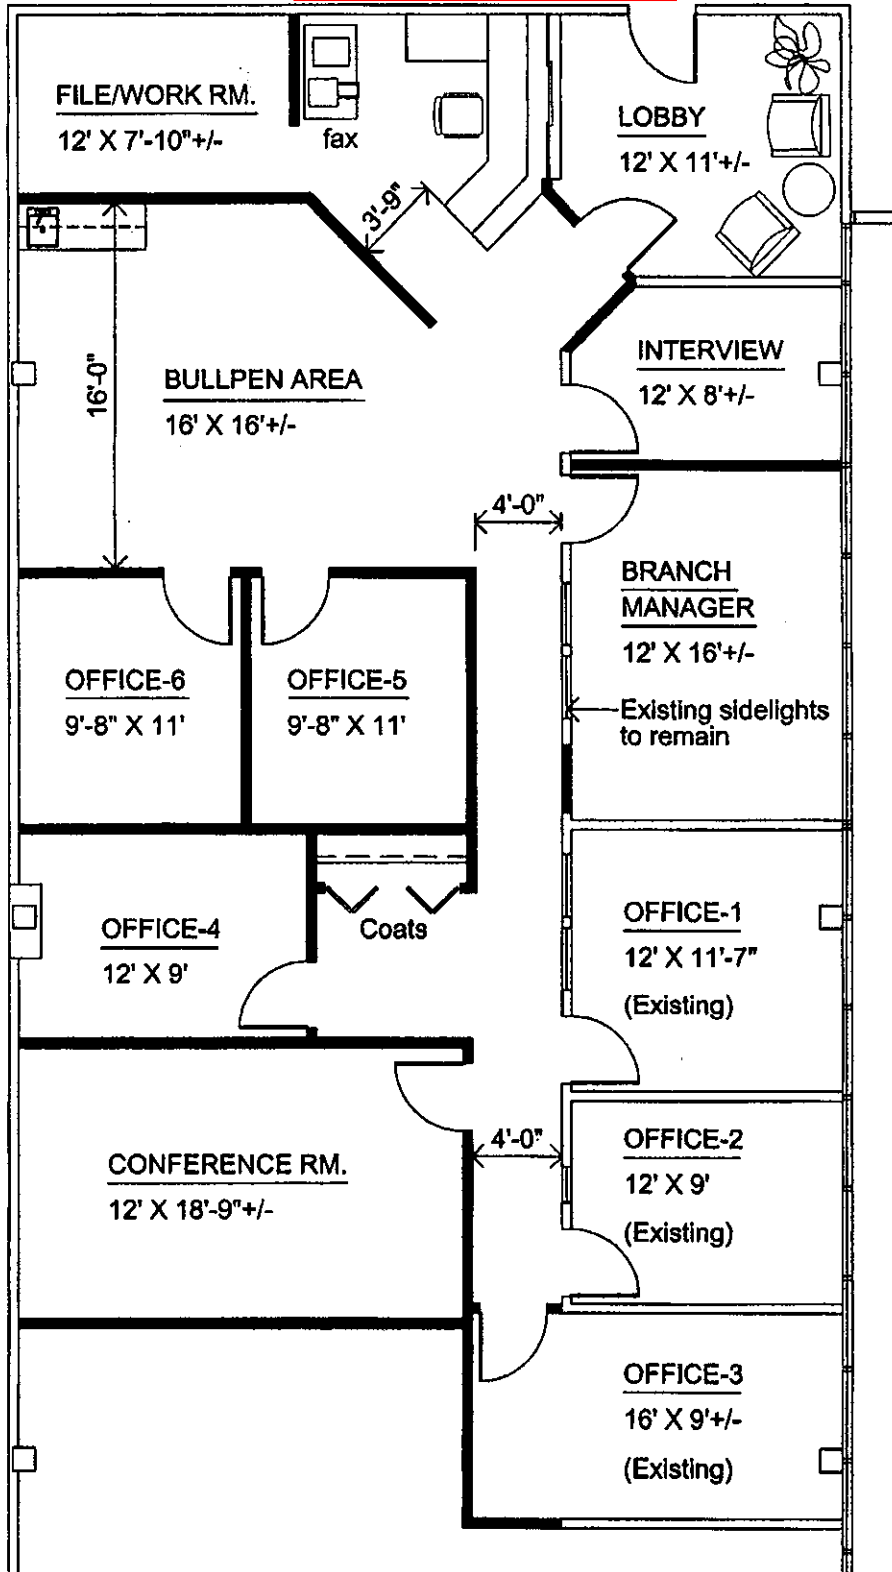 FILE/WORK RM.
12' X 7'-10"+/-
fax
LOBBY
12' X 11'+/-
3'-9"
16'-0"
BULLPEN AREA
16' X 16'+/-
INTERVIEW
12' X 8'+/-
4'-0"
BRANCH
MANAGER
12' X 16'+/-
Existing sidelights
to remain
OFFICE-6
9'-8" X 11'
OFFICE-5
9'-8" X 11'
OFFICE-4
12' X 9'
Coats
OFFICE-1
12' X 11'-7"
(Existing)
CONFERENCE RM.
12' X 18'-9"+/-
4'-0"
OFFICE-2
12' X 9'
(Existing)
OFFICE-3
16' X 9'+/-
(Existing)